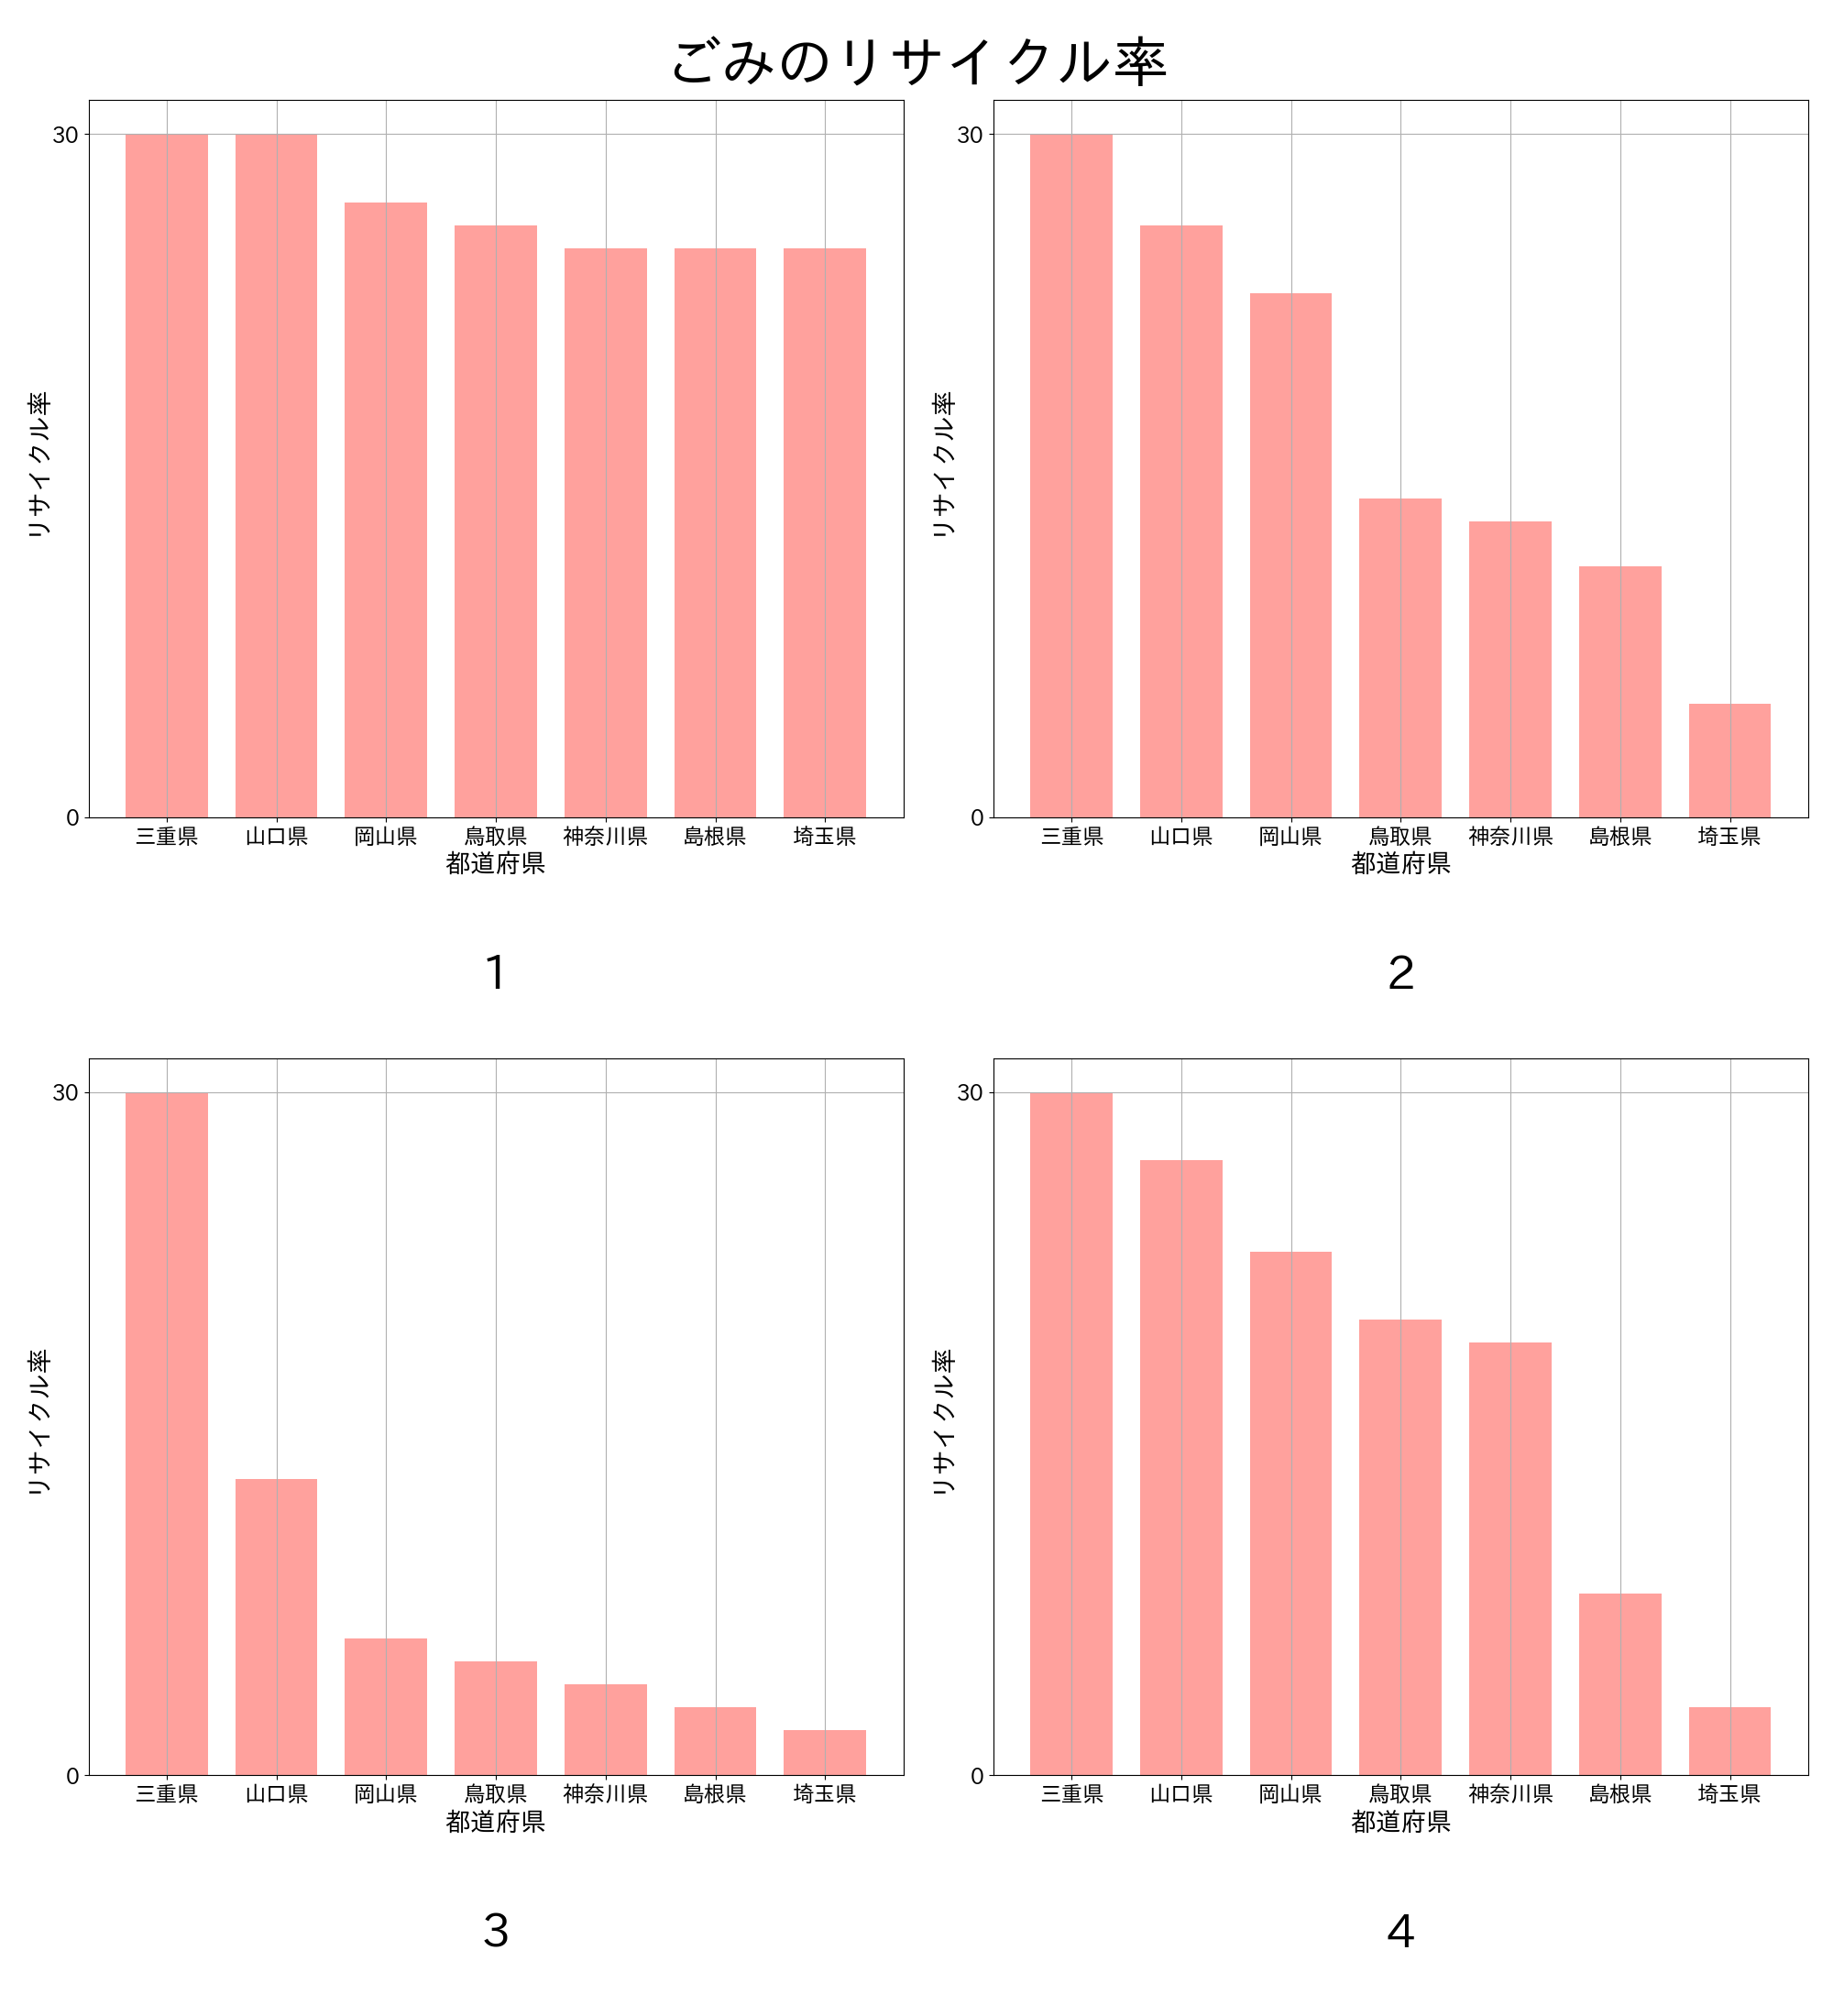 ごみのリサイクル率
30
0
リサイクル率
三重県 山口県 岡山県 鳥取県 神奈川県 島根県 埼玉県
都道府県
1
30
0
リサイクル率
三重県 山口県 岡山県 鳥取県 神奈川県 島根県 埼玉県
都道府県
2
30
0
リサイクル率
三重県 山口県 岡山県 鳥取県 神奈川県 島根県 埼玉県
都道府県
3
30
0
リサイクル率
三重県 山口県 岡山県 鳥取県 神奈川県 島根県 埼玉県
都道府県
4